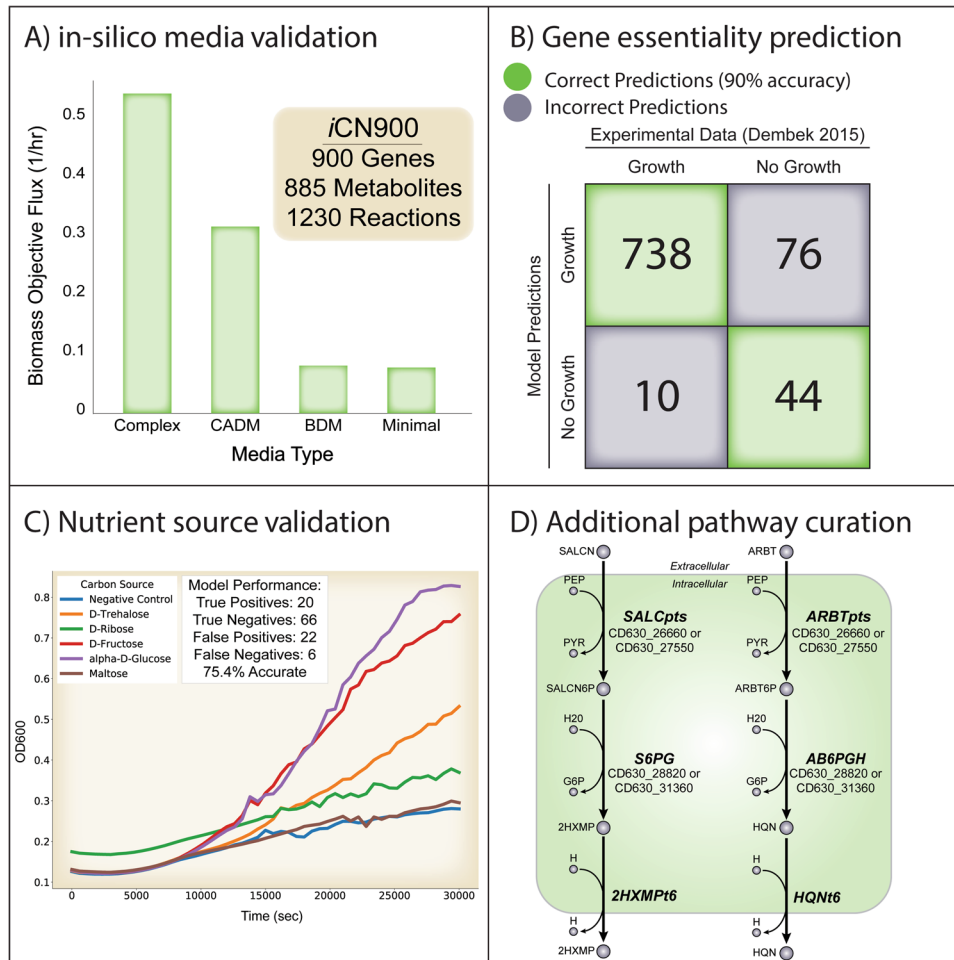 A) in-silico media validation
Biomass Objective Flux (1/hr)
0.5
0.4
0.3
0.2
0.1
0
iCN900
900 Genes
885 Metabolites
1230 Reactions
Complex
CADM
BDM
Minimal
Media Type
B) Gene essentiality prediction
Correct Predictions (90% accuracy)
Incorrect Predictions
Experimental Data (Dembek 2015)
Growth
No Growth
Model Predictions
Growth
No Growth
738
76
10
44
C) Nutrient source validation
OD600
0.8
0.7
0.6
0.5
0.4
0.3
0.2
0.1
Carbon Source
Negative Control
D-Trehalose
D-Ribose
D-Fructose
alpha-D-Glucose
Maltose
Model Performance:
True Positives: 20
True Negatives: 66
False Positives: 22
False Negatives: 6
75.4% Accurate
0
5000
10000
15000
20000
25000
30000
Time (sec)
D) Additional pathway curation
SALCN
Extracellular
Intracellular
PEP
SALCpts
CD630_26660 or
CD630_27550
PYR
SALCN6P
H20
S6PG
CD630_28820 or
CD630_31360
G6P
2HXMP
H
2HXMPt6
H
2HXMP
ARBT
PEP
ARBTpts
CD630_26660 or
CD630_27550
PYR
ARBT6P
H20
AB6PGH
CD630_28820 or
CD630_31360
G6P
HQN
H
HQNt6
H
HQN